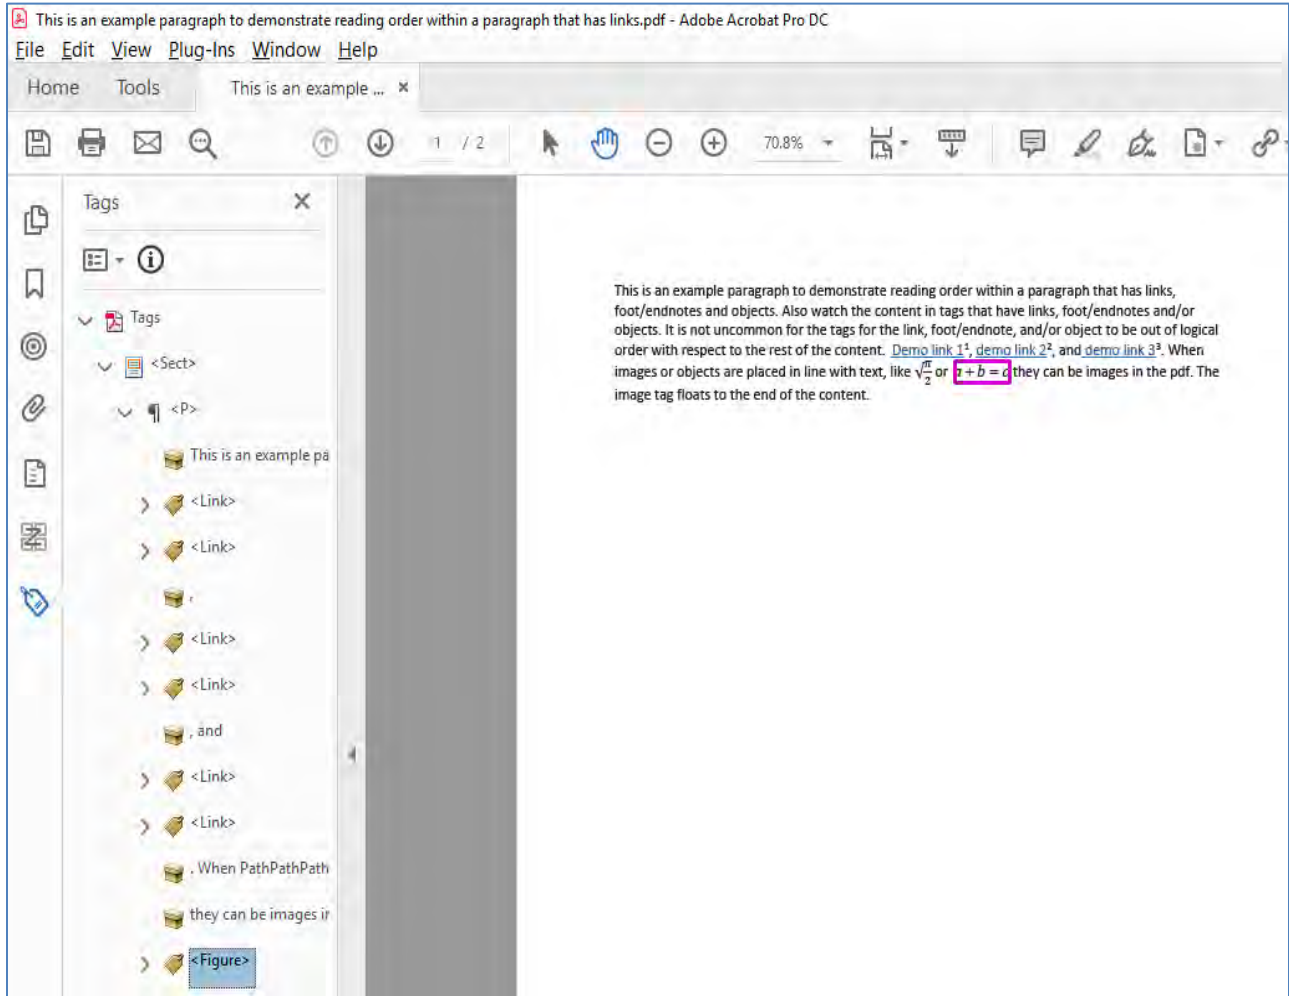 This is an example paragraph to demonstrate reading order within a paragraph that has links.pdf - Adobe Acrobat Pro DC
File Edit View Plug-Ins Window Help
Home Tools This is an example ... ×
1 / 2 70.8%
Tags
Tags
<Sect>
<P>
This is an example pa
<Link>
<Link>
,
<Link>
<Link>
, and
<Link>
<Link>
. When PathPathPath
they can be images ir
<Figure>
This is an example paragraph to demonstrate reading order within a paragraph that has links,
foot/endnotes and objects. Also watch the content in tags that have links, foot/endnotes and/or
objects. It is not uncommon for the tags for the link, foot/endnote, and/or object to be out of logical
order with respect to the rest of the content. Demo link 1¹, demo link 2², and demo link 3³. When
images or objects are placed in line with text, like √π/2 or a + b = c they can be images in the pdf. The
image tag floats to the end of the content.